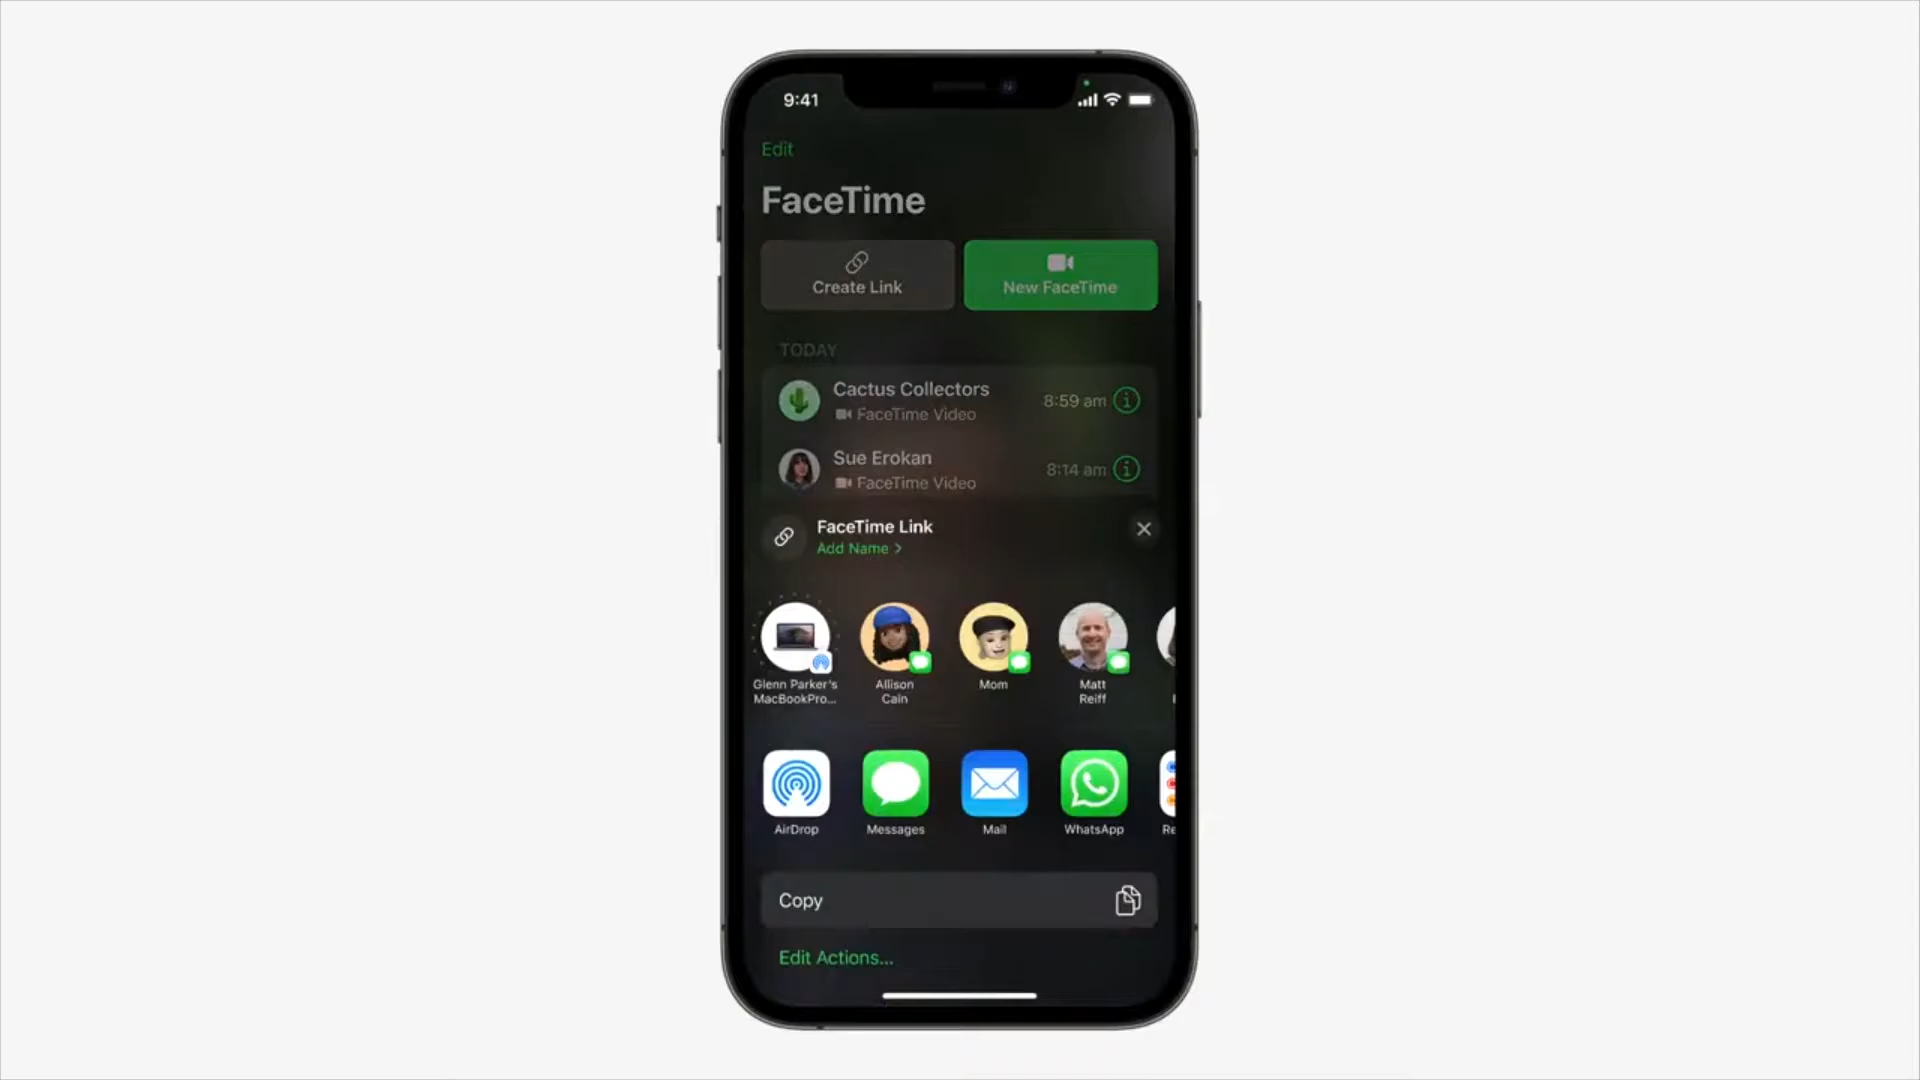 9:41
Edit
FaceTime
Create Link
New FaceTime
TODAY
Cactus Collectors
FaceTime Video
8:59 am
Sue Erokan
FaceTime Video
8:14 am
FaceTime Link
Add Name >
Glenn Parker's
MacBookPro...
Allison
Cain
Mom
Matt
Reiff
AirDrop
Messages
Mail
WhatsApp
Re
Copy
Edit Actions...